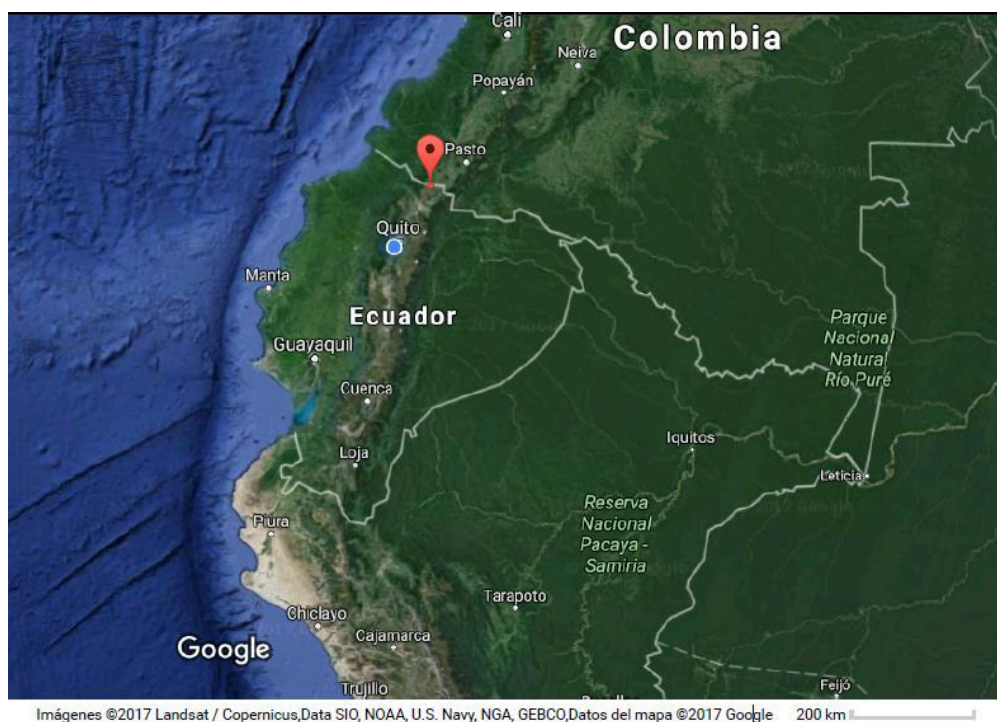 Cali
Colombia
Neiva
Popayán
Pasto
Quito
Manta
Ecuador
Guayaquil
Parque
Nacional
Natural
Río Puré
Cuenca
Iquitos
Loja
Leticia
Reserva
Nacional
Pacaya -
Samiria
Piura
Tarapoto
Chiclayo
Cajamarca
Google
Trujillo
Feijó
Imágenes ©2017 Landsat / Copernicus,Data SIO, NOAA, U.S. Navy, NGA, GEBCO,Datos del mapa ©2017 Google 200 km